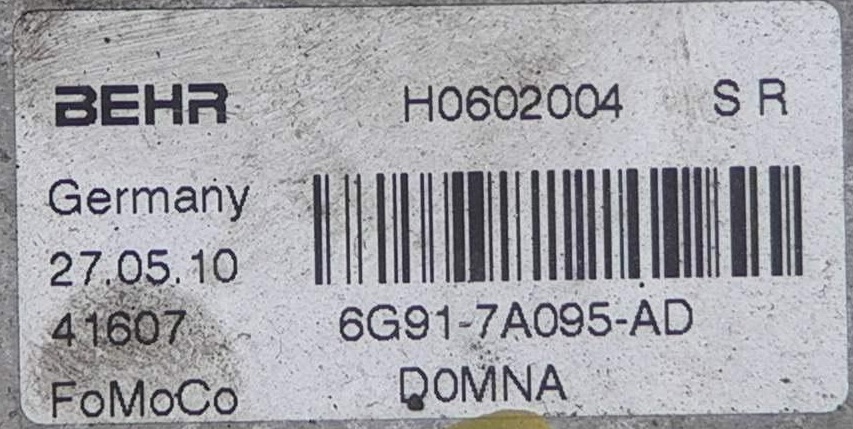 BEHR H0602004 S R
Germany
27.05.10
41607 6G91-7A095-AD
FoMoCo D0MNA